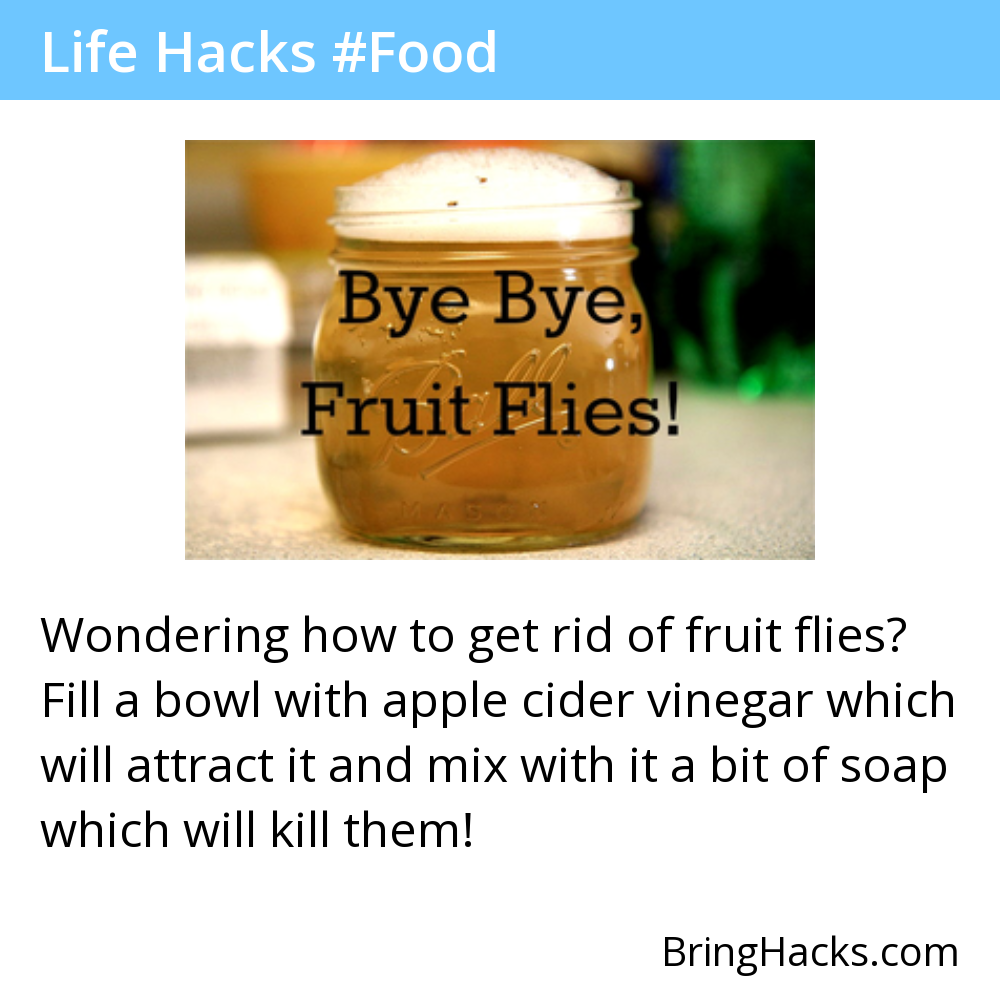 Life Hacks #Food
Bye Bye,
Fruit Flies!
Ball
MASON
Wondering how to get rid of fruit flies?
Fill a bowl with apple cider vinegar which
will attract it and mix with it a bit of soap
which will kill them!
BringHacks.com